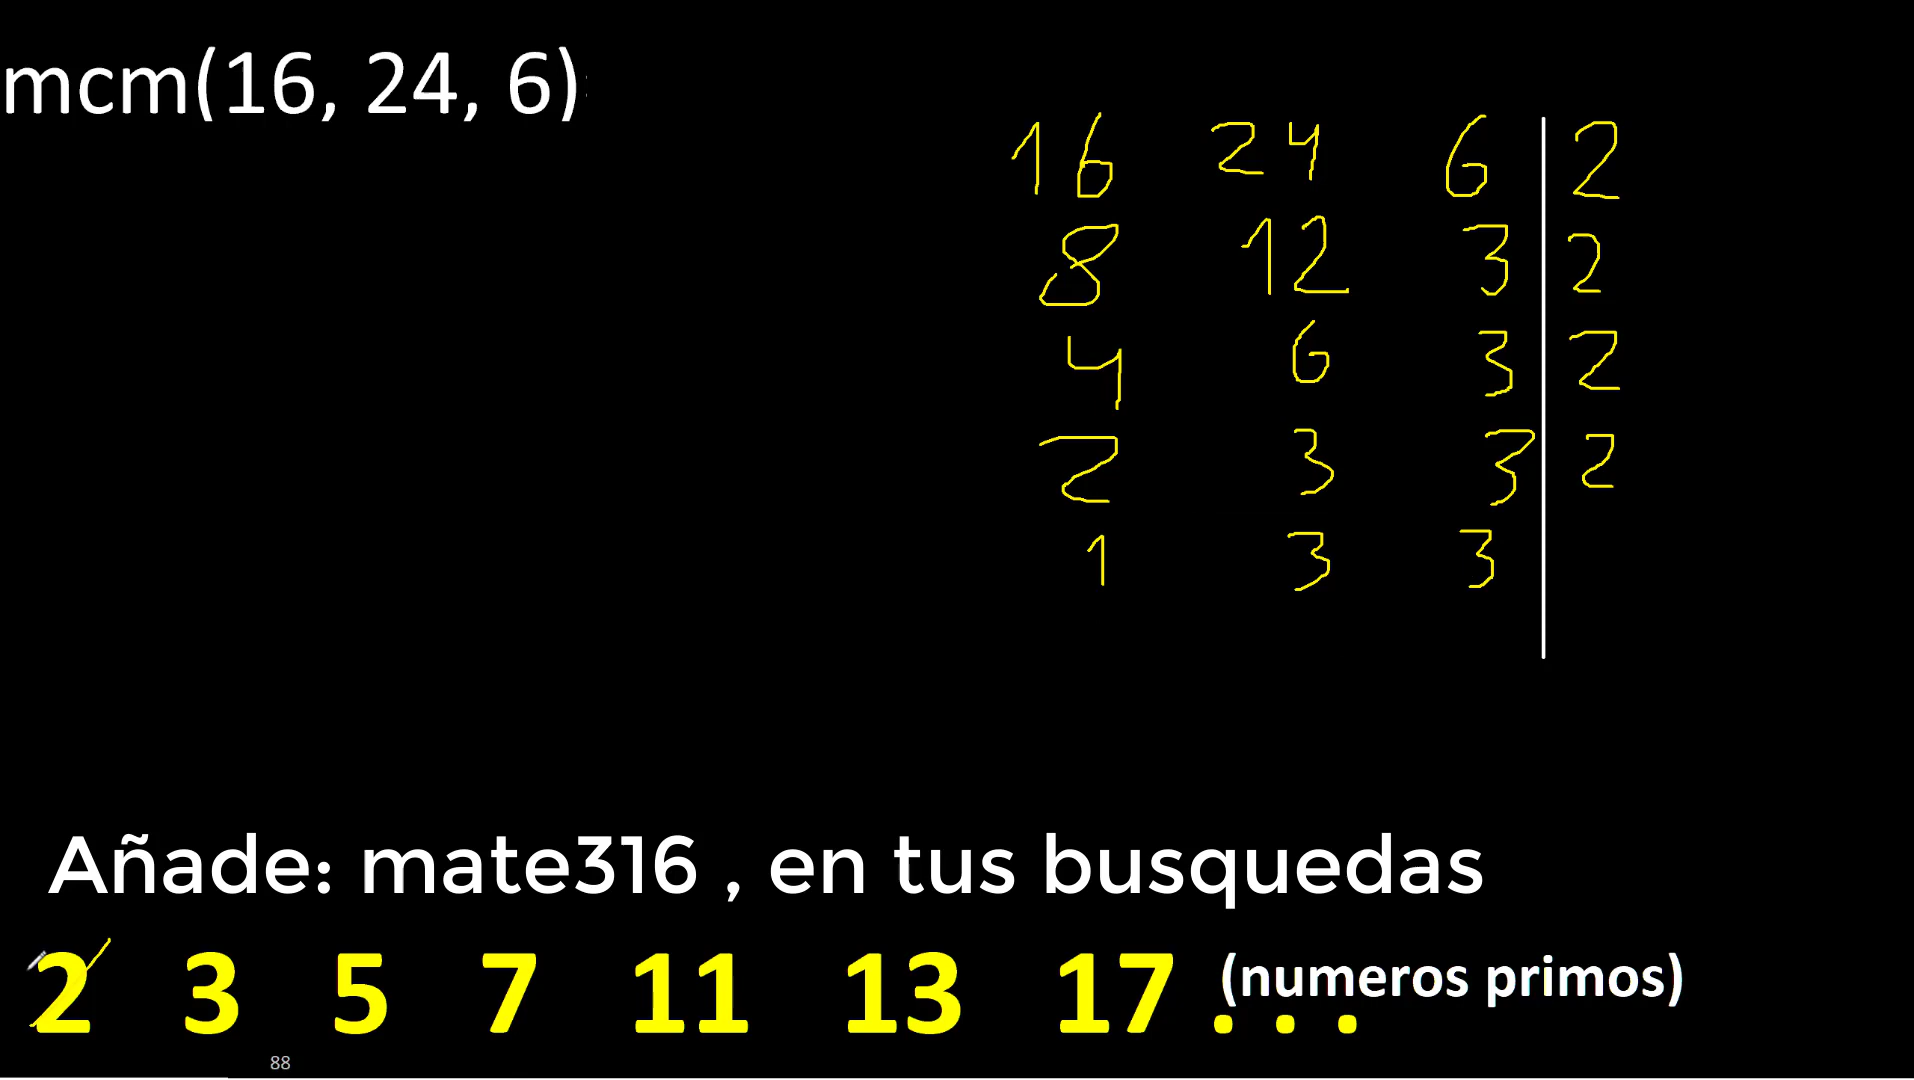 mcm(16, 24, 6)
16 24 6 2
8 12 3 2
4 6 3 2
2 3 3 2
1 3 3
Añade: mate316 , en tus busquedas
2 3 5 7 11 13 17 . . . (numeros primos)
88